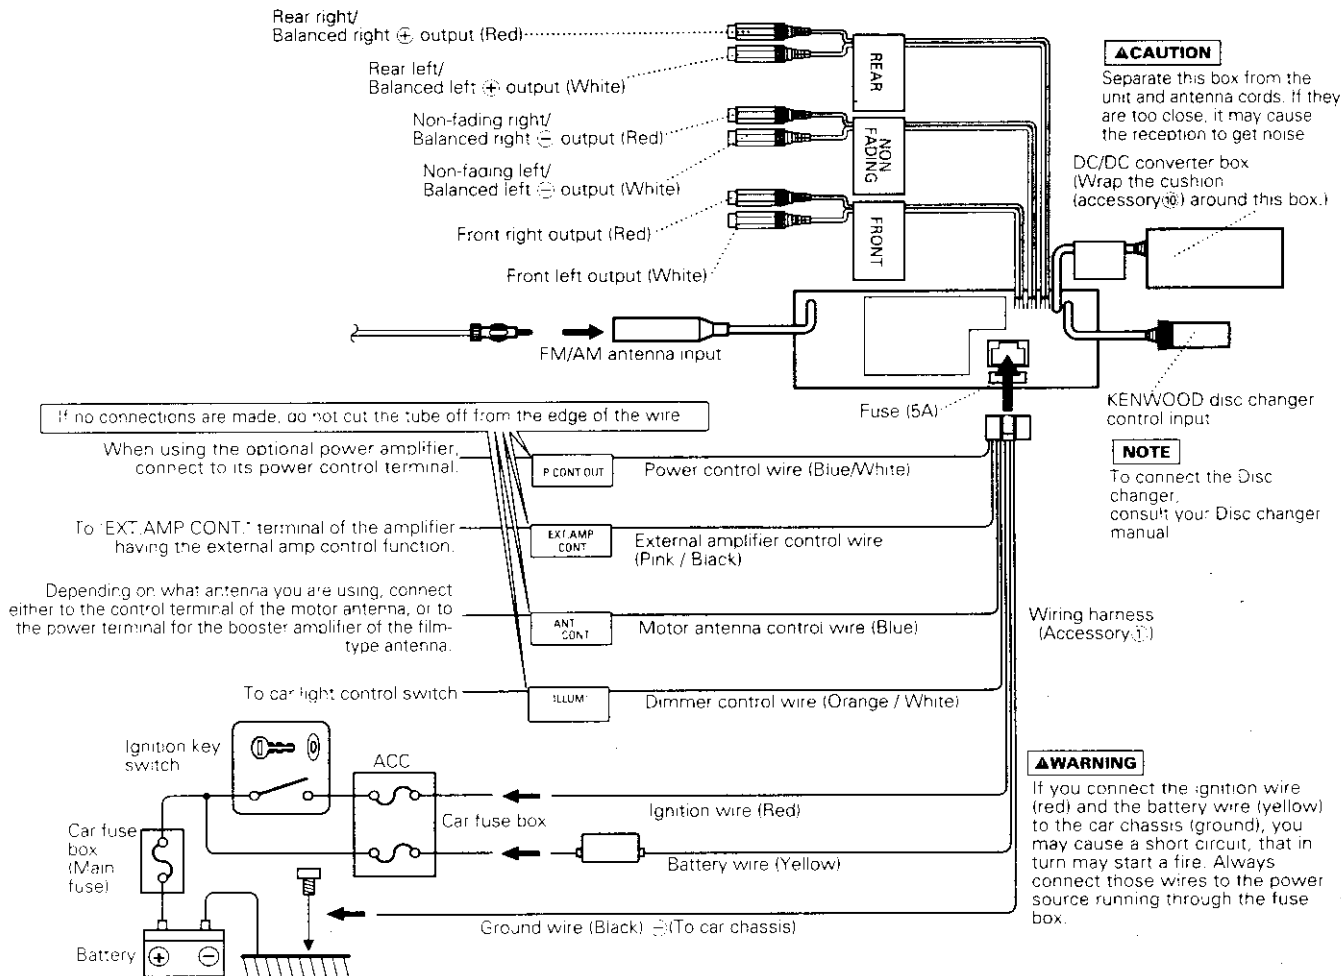 Rear right/
Balanced right ⊕ output (Red)
Rear left/
Balanced left ⊕ output (White)
Non-fading right/
Balanced right ⊖ output (Red)
Non-fading left/
Balanced left ⊖ output (White)
Front right output (Red)
Front left output (White)
REAR
NON
FADING
FRONT
▲CAUTION
Separate this box from the
unit and antenna cords. If they
are too close, it may cause
the reception to get noise
DC/DC converter box
(Wrap the cushion
(accessory⑩) around this box.)
FM/AM antenna input
Fuse (5A)
KENWOOD disc changer
control input
NOTE
To connect the Disc
changer,
consult your Disc changer
manual
If no connections are made, do not cut the tube off from the edge of the wire
When using the optional power amplifier,
connect to its power control terminal.
P.CONT OUT
Power control wire (Blue/White)
To "EXT.AMP CONT." terminal of the amplifier
having the external amp control function.
EXT.AMP
CONT
External amplifier control wire
(Pink / Black)
Depending on what antenna you are using, connect
either to the control terminal of the motor antenna, or to
the power terminal for the booster amplifier of the film-
type antenna.
ANT
CONT
Motor antenna control wire (Blue)
Wiring harness
(Accessory①)
To car light control switch
ILLUMI
Dimmer control wire (Orange / White)
Ignition key
switch
ACC
Ignition wire (Red)
Car fuse box
Car fuse
box
(Main
fuse)
Battery wire (Yellow)
Ground wire (Black) ⊖(To car chassis)
Battery
⊕ ⊖
▲WARNING
If you connect the ignition wire
(red) and the battery wire (yellow)
to the car chassis (ground), you
may cause a short circuit, that in
turn may start a fire. Always
connect those wires to the power
source running through the fuse
box.